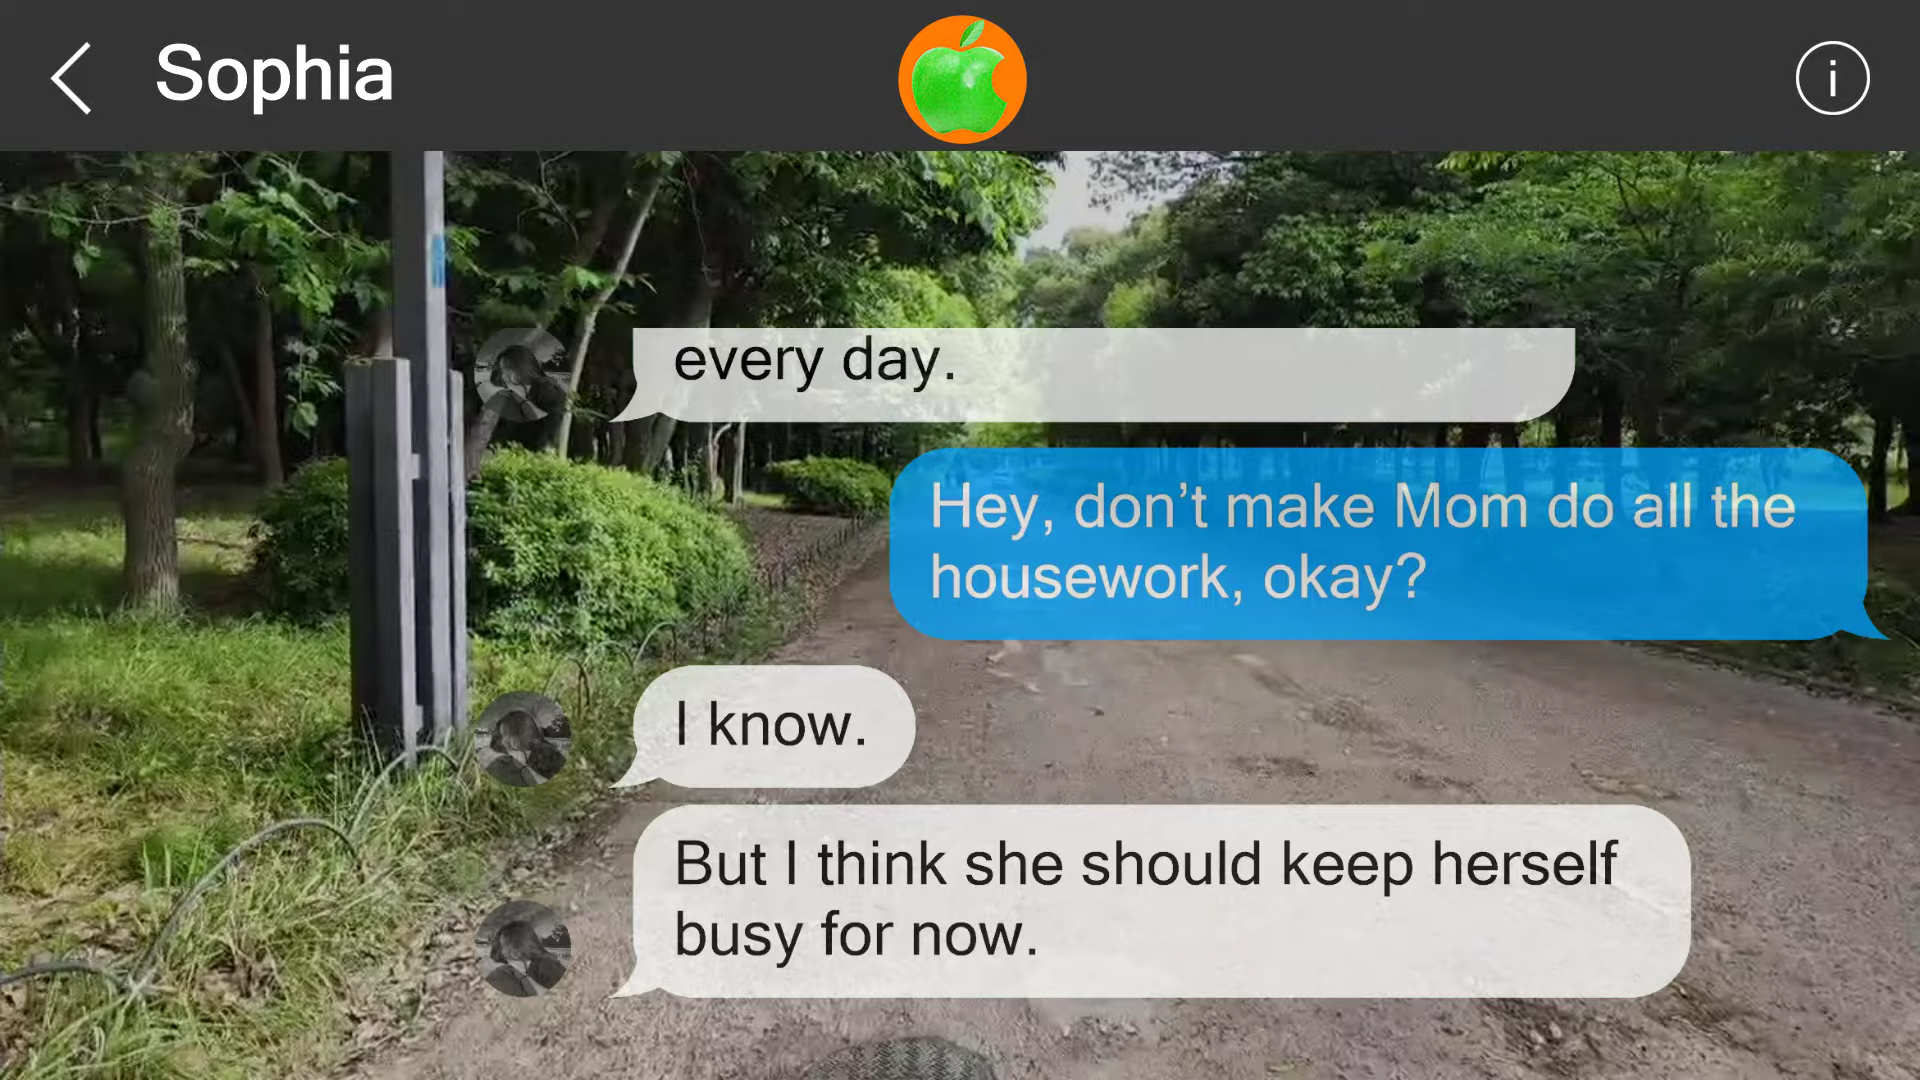 Sophia
i
every day.
Hey, don’t make Mom do all the
housework, okay?
I know.
But I think she should keep herself
busy for now.